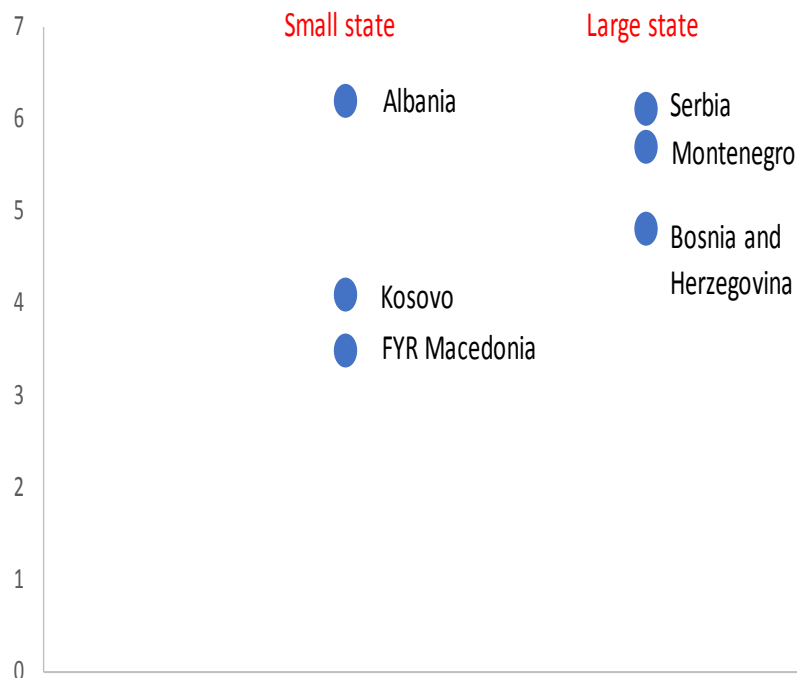 7
Small state
Large state
Albania
Serbia
6
Montenegro
5
Bosnia and
Herzegovina
4
Kosovo
FYR Macedonia
3
2
1
0